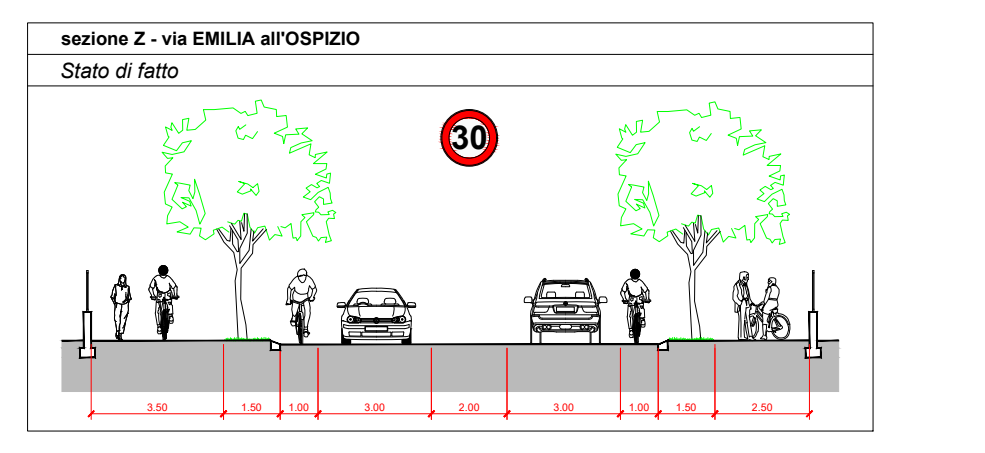 sezione Z - via EMILIA all'OSPIZIO
Stato di fatto
30
3.50 1.50 1.00 3.00 2.00 3.00 1.00 1.50 2.50